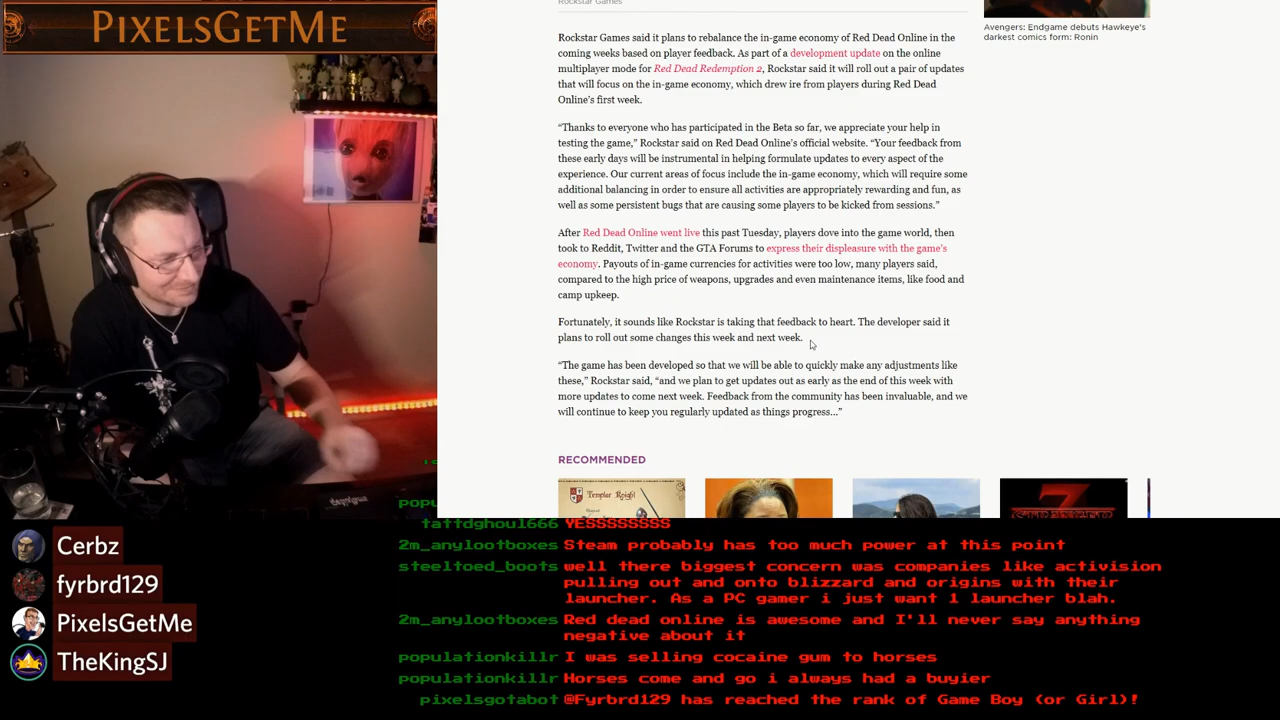 PIXELSGETME
Rockstar Games
Rockstar Games said it plans to rebalance the in-game economy of Red Dead Online in the
coming weeks based on player feedback. As part of a development update on the online
multiplayer mode for Red Dead Redemption 2, Rockstar said it will roll out a pair of updates
that will focus on the in-game economy, which drew ire from players during Red Dead
Online's first week.
“Thanks to everyone who has participated in the Beta so far, we appreciate your help in
testing the game,” Rockstar said on Red Dead Online’s official website. “Your feedback from
these early days will be instrumental in helping formulate updates to every aspect of the
experience. Our current areas of focus include the in-game economy, which will require some
additional balancing in order to ensure all activities are appropriately rewarding and fun, as
well as some persistent bugs that are causing some players to be kicked from sessions.”
After Red Dead Online went live this past Tuesday, players dove into the game world, then
took to Reddit, Twitter and the GTA Forums to express their displeasure with the game’s
economy. Payouts of in-game currencies for activities were too low, many players said,
compared to the high price of weapons, upgrades and even maintenance items, like food and
camp upkeep.
Fortunately, it sounds like Rockstar is taking that feedback to heart. The developer said it
plans to roll out some changes this week and next week.
“The game has been developed so that we will be able to quickly make any adjustments like
these,” Rockstar said, “and we plan to get updates out as early as the end of this week with
more updates to come next week. Feedback from the community has been invaluable, and we
will continue to keep you regularly updated as things progress...”
RECOMMENDED
Avengers: Endgame debuts Hawkeye's
darkest comics form: Ronin
Templar Knight
Cerbz
fyrbrd129
PixelsGetMe
TheKingSJ
popu
tattdghoul666 YESSSSSSSS
2m_anylootboxes Steam probably has too much power at this point
steeltoed_boots well there biggest concern was companies like activision
pulling out and onto blizzard and origins with their
launcher. As a PC gamer i just want 1 launcher blah.
2m_anylootboxes Red dead online is awesome and I'll never say anything
negative about it
populationkillr I was selling cocaine gum to horses
populationkillr Horses come and go i always had a buyier
pixelsgotabot @Fyrbrd129 has reached the rank of Game Boy (or Girl)!